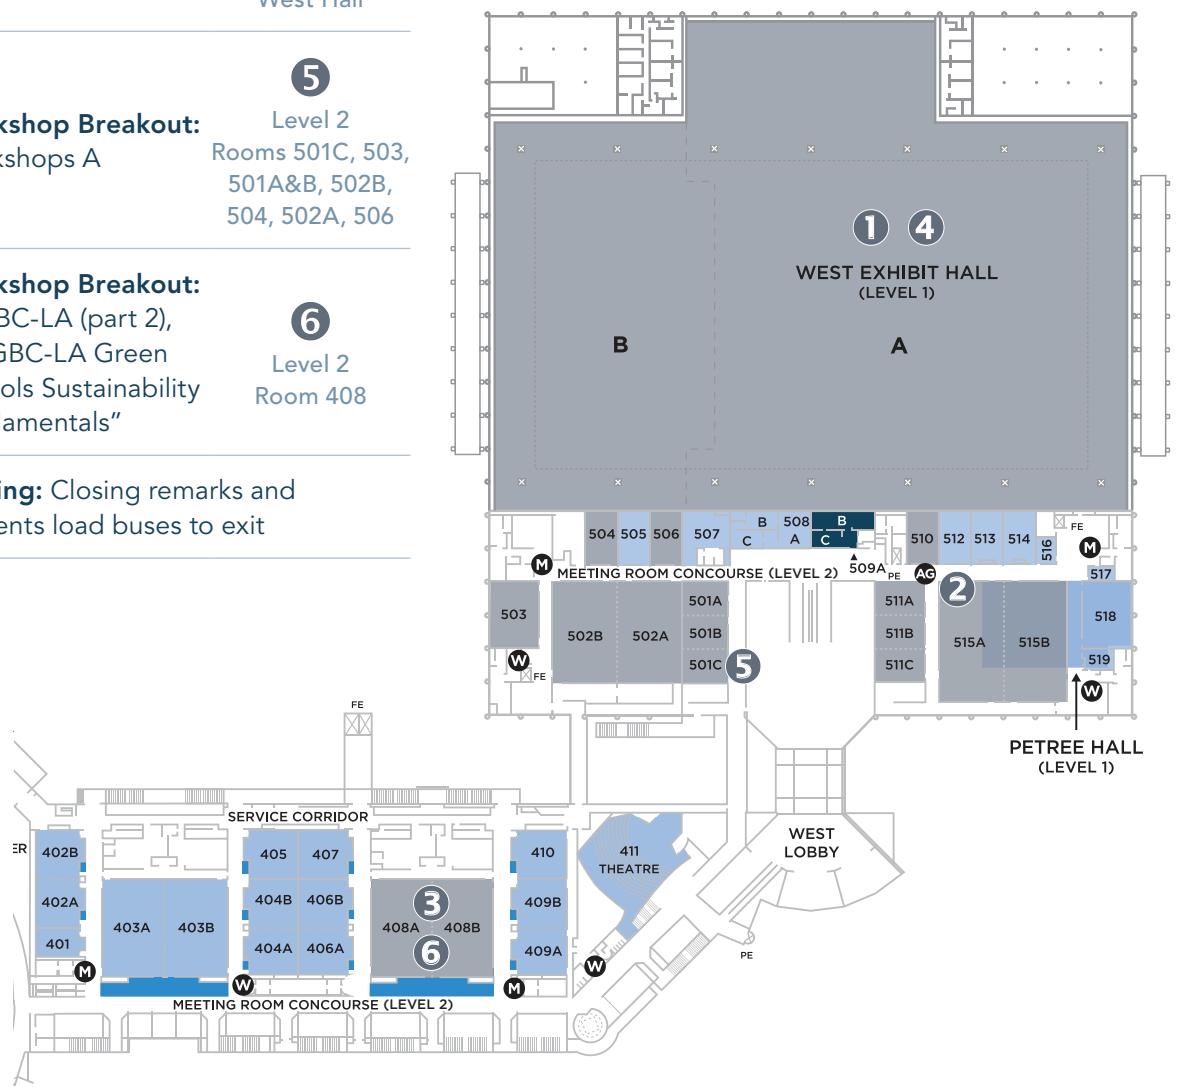 West Hall
5
Level 2
kshop Breakout:
Rooms 501C, 503,
kshops A
501A&B, 502B,
504, 502A, 506
kshop Breakout:
BC-LA (part 2),
6
GBC-LA Green
Level 2
ols Sustainability
Room 408
lamentals”
ing: Closing remarks and
ents load buses to exit
1 4
WEST EXHIBIT HALL
(LEVEL 1)
B
A
504 505 506 507
B
C
508
A
B
C
509A
510 512 513 514
516
FE
M
M
MEETING ROOM CONCOURSE (LEVEL 2)
PE
AG
2
517
503
502B 502A
501A
501B
501C
5
511A
511B
511C
515A 515B
518
519
W
FE
W
PETREE HALL
(LEVEL 1)
FE
SERVICE CORRIDOR
WEST
LOBBY
ER
402B
402A
401
403A 403B
405 407
404B 406B
404A 406A
3
408A 408B
6
410
409B
409A
411
THEATRE
M
W
M
W
PE
MEETING ROOM CONCOURSE (LEVEL 2)